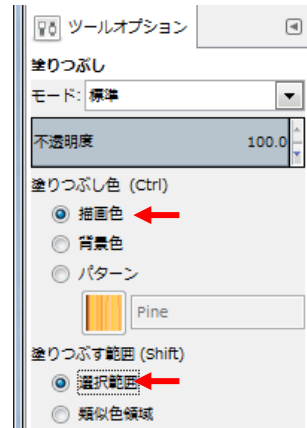 ツールオプション
塗りつぶし
モード: 標準
不透明度 100.0
塗りつぶし色 (Ctrl)
描画色
背景色
パターン
Pine
塗りつぶす範囲 (Shift)
選択範囲
類似色領域